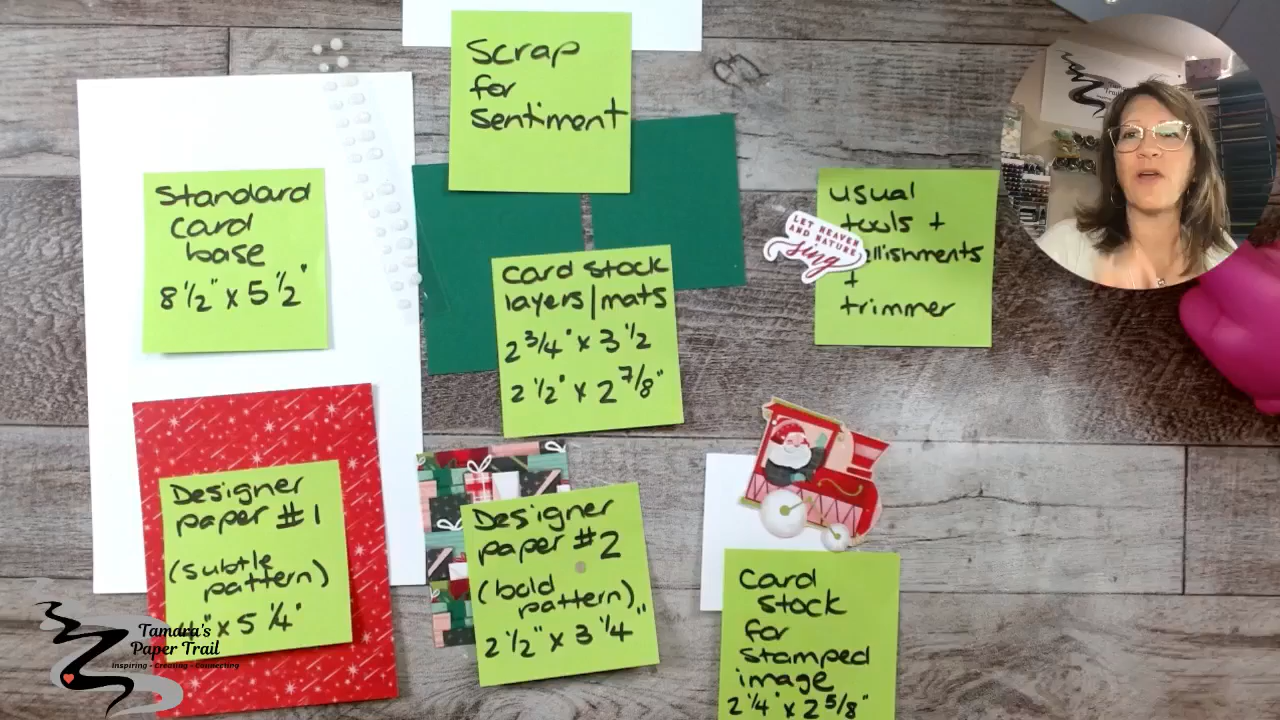 Scrap
for
Sentiment
Standard
Card
base
8 1/2" x 5 1/2"
Card Stock
layers/mats
2 3/4" x 3 1/2
2 1/2" x 2 7/8"
usual
tools +
ellishments
+
trimmer
LET HEAVEN
AND NATURE
sing
Designer
paper #1
(subtle
pattern)
4" x 5 1/4"
Designer
paper #2
(bold
pattern)
2 1/2" x 3 1/4"
Card
Stock
for
Stamped
image
2 1/4" x 2 5/8"
Tamara's
Paper Trail
Inspiring - Creating - Connecting